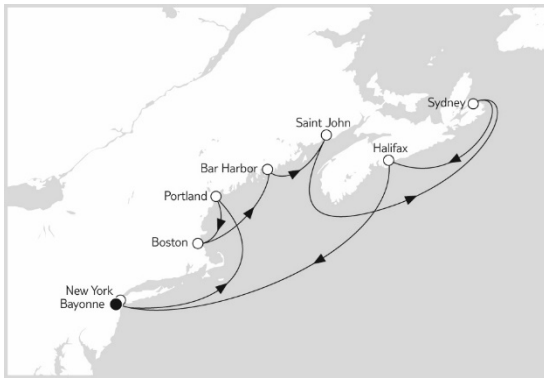 Sydney
Saint John
Halifax
Bar Harbor
Portland
Boston
New York
Bayonne